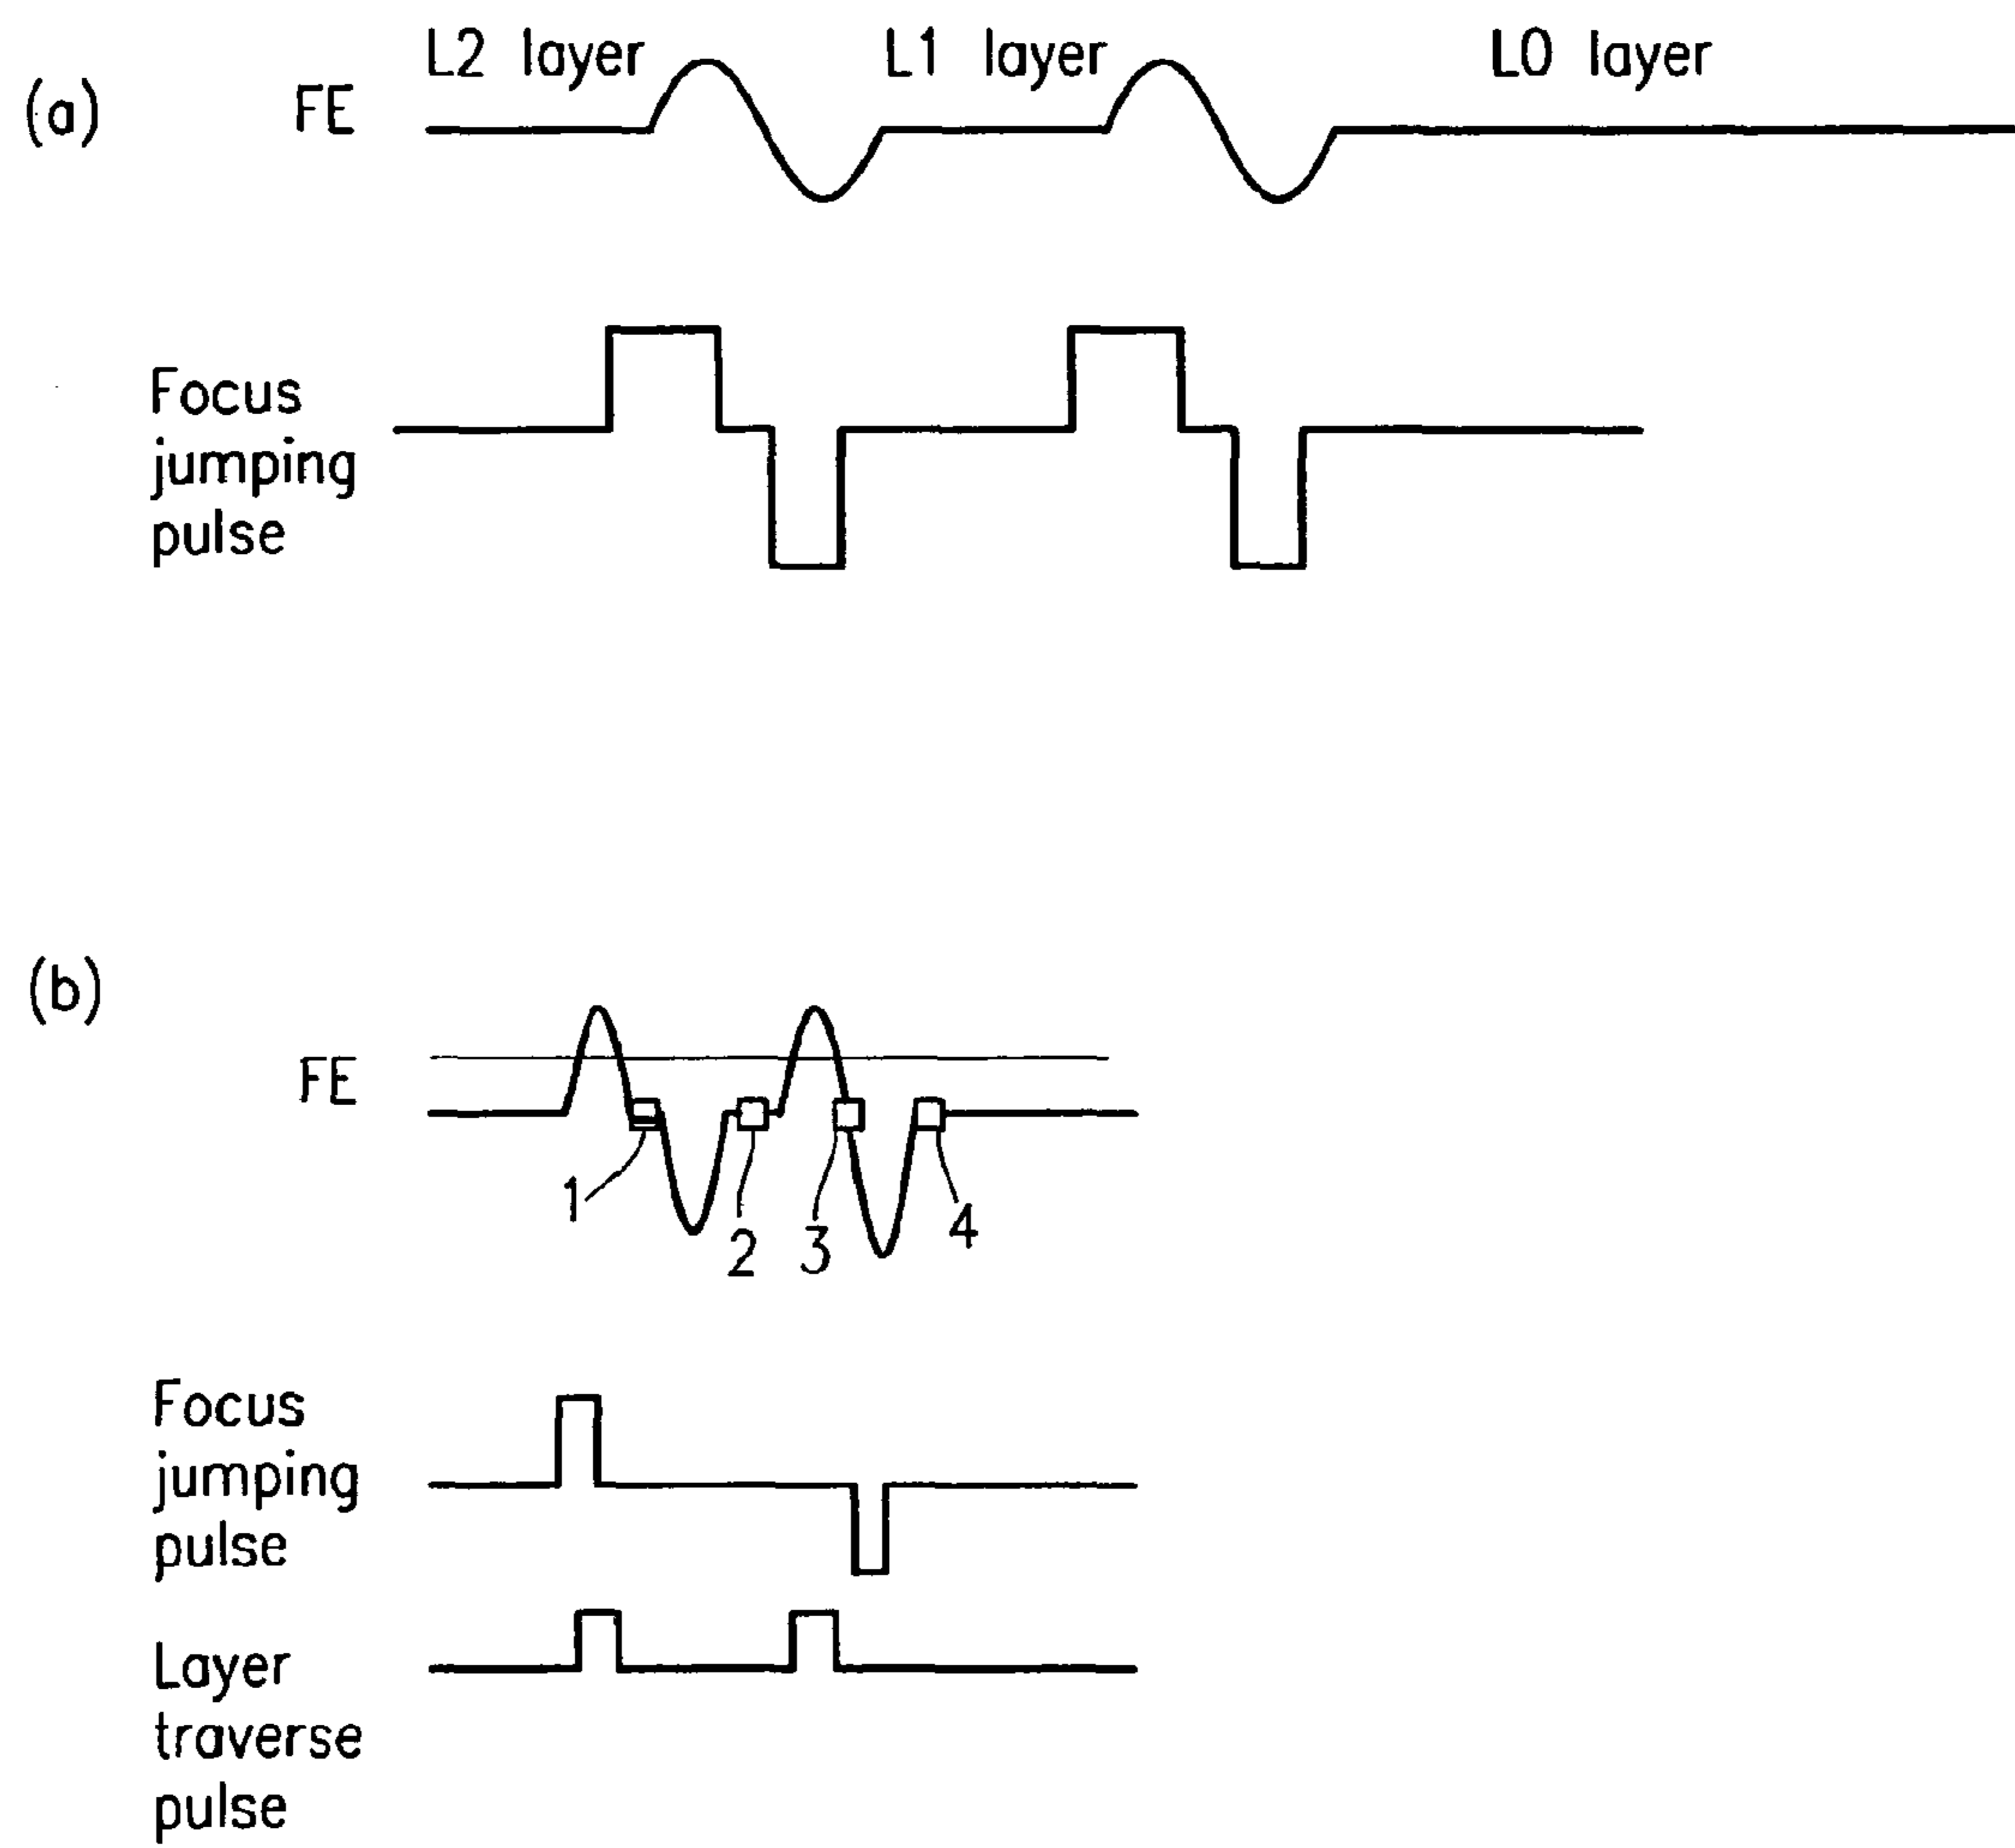 (a)
L2 layer
L1 layer
L0 layer
FE
Focus
jumping
pulse
(b)
FE
1
2
3
4
Focus
jumping
pulse
Layer
traverse
pulse